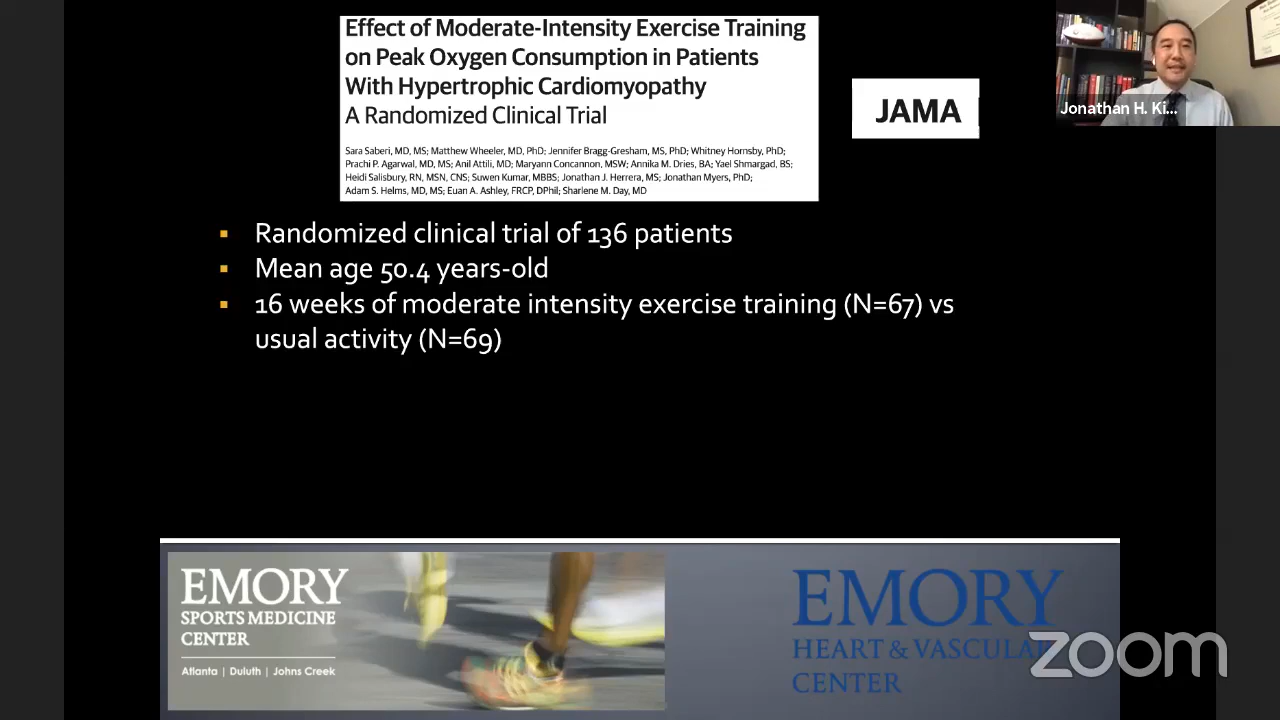 Effect of Moderate-Intensity Exercise Training
on Peak Oxygen Consumption in Patients
With Hypertrophic Cardiomyopathy
A Randomized Clinical Trial
Sara Saberi, MD, MS; Matthew Wheeler, MD, PhD; Jennifer Bragg-Gresham, MS, PhD; Whitney Hornsby, PhD;
Prachi P. Agarwal, MD, MS; Anil Attili, MD; Maryann Concannon, MSW; Annika M. Dries, BA; Yael Shmargad, BS;
Heidi Salisbury, RN, MSN, CNS; Suwen Kumar, MBBS; Jonathan J. Herrera, MS; Jonathan Myers, PhD;
Adam S. Helms, MD, MS; Euan A. Ashley, FRCP, DPhil; Sharlene M. Day, MD
JAMA
Jonathan H. Ki...
▪ Randomized clinical trial of 136 patients
▪ Mean age 50.4 years-old
▪ 16 weeks of moderate intensity exercise training (N=67) vs
usual activity (N=69)
EMORY
SPORTS MEDICINE
CENTER
Atlanta | Duluth | Johns Creek
EMORY
HEART & VASCULAR
CENTER
zoom